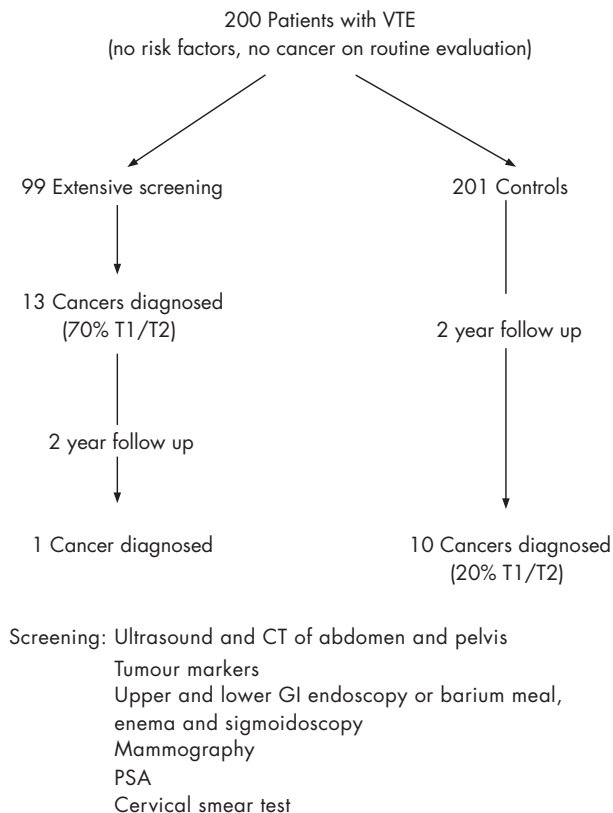 200 Patients with VTE
(no risk factors, no cancer on routine evaluation)
99 Extensive screening
201 Controls
13 Cancers diagnosed
(70% T1/T2)
2 year follow up
2 year follow up
1 Cancer diagnosed
10 Cancers diagnosed
(20% T1/T2)
Screening: Ultrasound and CT of abdomen and pelvis
Tumour markers
Upper and lower GI endoscopy or barium meal,
enema and sigmoidoscopy
Mammography
PSA
Cervical smear test